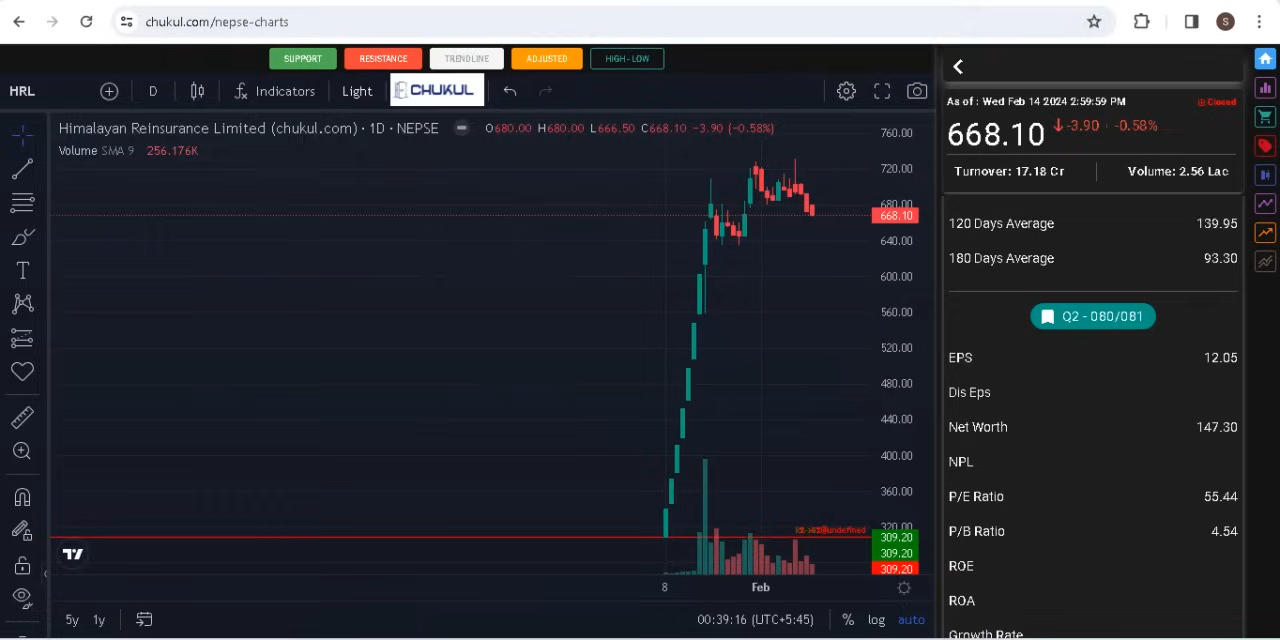 chukul.com/nepse-charts
S
SUPPORT RESISTANCE TRENDLINE ADJUSTED HIGH-LOW
HRL D Indicators Light CHUKUL
Himalayan Reinsurance Limited (chukul.com) · 1D · NEPSE O680.00 H680.00 L666.50 C668.10 -3.90 (-0.58%)
Volume SMA 9 256.176K
760.00
720.00
680.00
668.10
640.00
600.00
560.00
520.00
480.00
440.00
400.00
360.00
320.00
309.20
309.20
309.20
8 Feb
5y 1y 00:39:16 (UTC+5:45) % log auto
As of : Wed Feb 14 2024 2:59:59 PM Closed
668.10 -3.90 · -0.58%
Turnover: 17.18 Cr Volume: 2.56 Lac
120 Days Average 139.95
180 Days Average 93.30
Q2 - 080/081
EPS 12.05
Dis Eps
Net Worth 147.30
NPL
P/E Ratio 55.44
P/B Ratio 4.54
ROE
ROA
Growth Rate